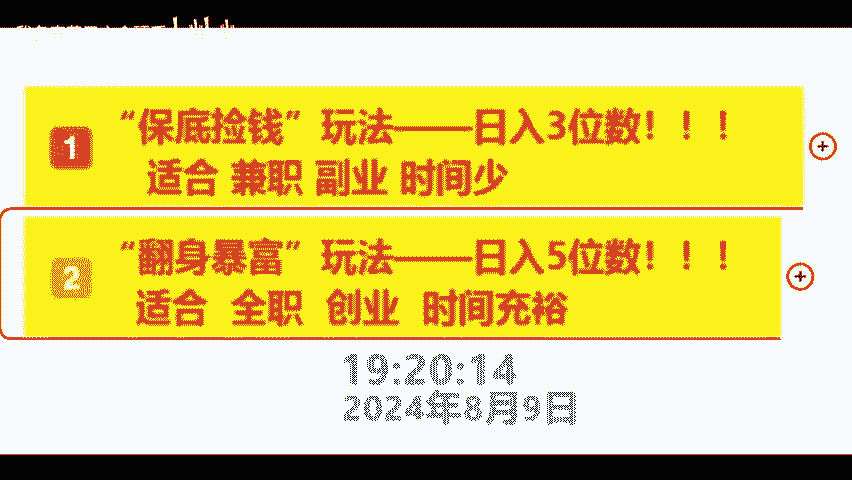 1
“保底捡钱” 玩法——日入3位数！！！
适合 兼职 副业 时间少
2
“翻身暴富” 玩法——日入5位数！！！
适合 全职 创业 时间充裕
19:20:14
2024年8月9日